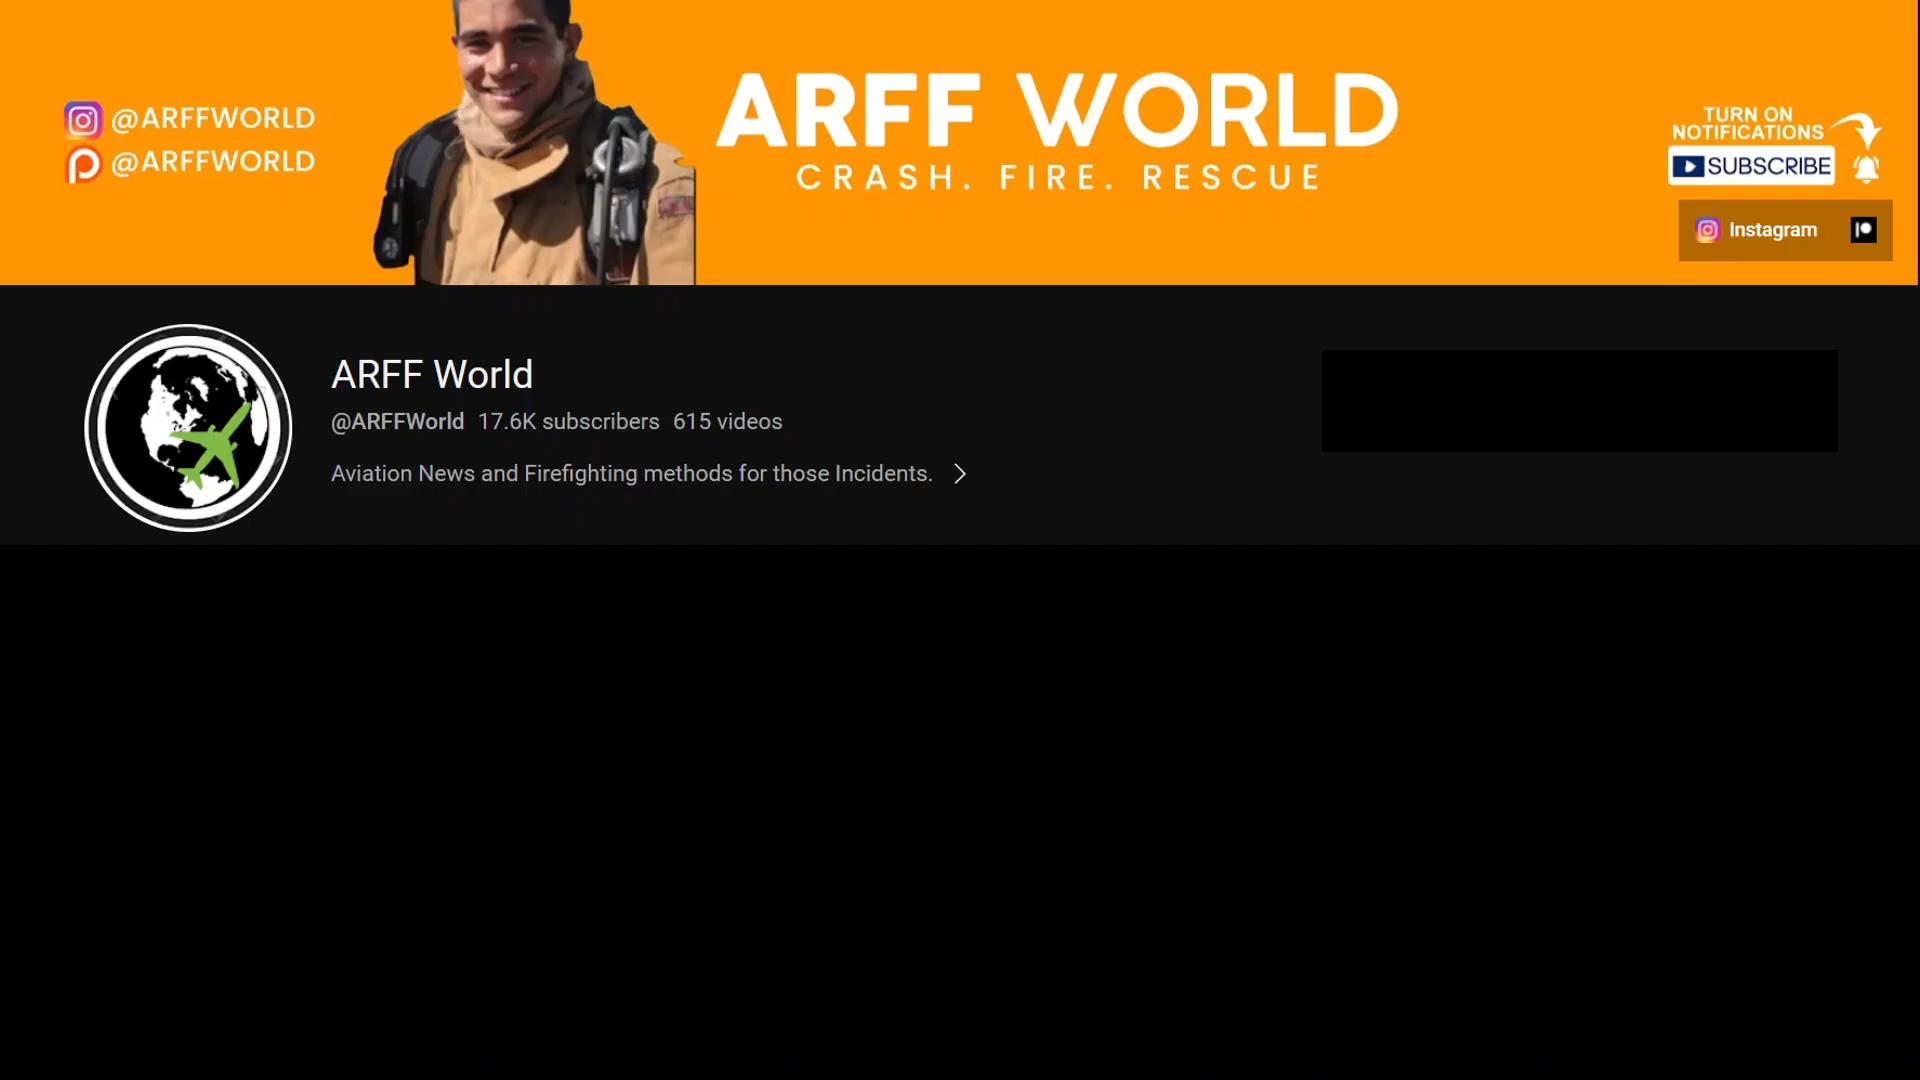 @ARFFWORLD
@ARFFWORLD
ARFF WORLD
CRASH. FIRE. RESCUE
TURN ON
NOTIFICATIONS
SUBSCRIBE
Instagram
ARFF World
@ARFFWorld 17.6K subscribers 615 videos
Aviation News and Firefighting methods for those Incidents.